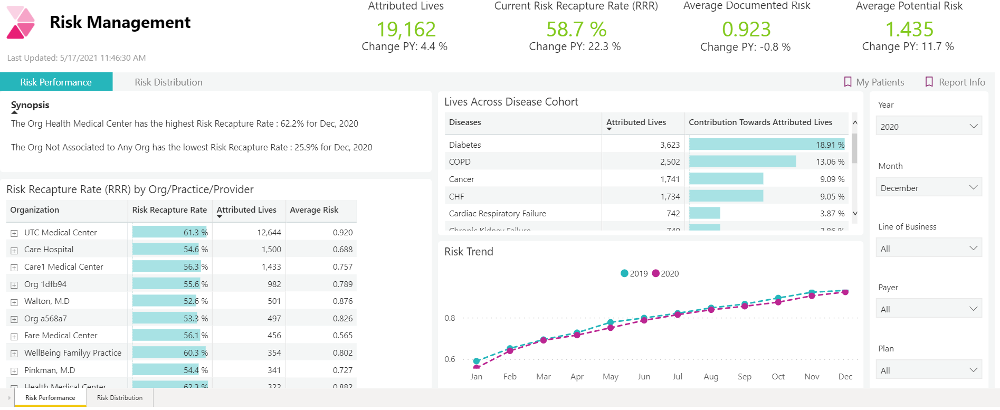 Risk Management
Last Updated: 5/17/2021 11:46:30 AM
Attributed Lives
19,162
Change PY: 4.4 %
Current Risk Recapture Rate (RRR)
58.7 %
Change PY: 22.3 %
Average Documented Risk
0.923
Change PY: -0.8 %
Average Potential Risk
1.435
Change PY: 11.7 %
Risk Performance Risk Distribution My Patients Report Info
Synopsis
The Org Health Medical Center has the highest Risk Recapture Rate : 62.2% for Dec, 2020
The Org Not Associated to Any Org has the lowest Risk Recapture Rate : 25.9% for Dec, 2020
Risk Recapture Rate (RRR) by Org/Practice/Provider
Organization Risk Recapture Rate Attributed Lives Average Risk
UTC Medical Center 61.3 % 12,644 0.920
Care Hospital 54.6 % 1,500 0.688
Care1 Medical Center 56.3 % 1,433 0.757
Org 1dfb94 55.6 % 982 0.789
Walton, M.D 52.6 % 501 0.876
Org a568a7 53.3 % 497 0.826
Fare Medical Center 56.1 % 456 0.565
WellBeing Familyy Practice 60.3 % 354 0.802
Pinkman, M.D 54.4 % 341 0.727
Health Medical Center 62.3 % 322 0.882
Lives Across Disease Cohort
Diseases Attributed Lives Contribution Towards Attributed Lives
Diabetes 3,623 18.91 %
COPD 2,502 13.06 %
Cancer 1,741 9.09 %
CHF 1,734 9.05 %
Cardiac Respiratory Failure 742 3.87 %
Chronic Kidney Failure 740 3.86 %
Risk Trend
2019 2020
0.8
0.6
Jan Feb Mar Apr May Jun Jul Aug Sep Oct Nov Dec
Year
2020
Month
December
Line of Business
All
Payer
All
Plan
All
Risk Performance Risk Distribution